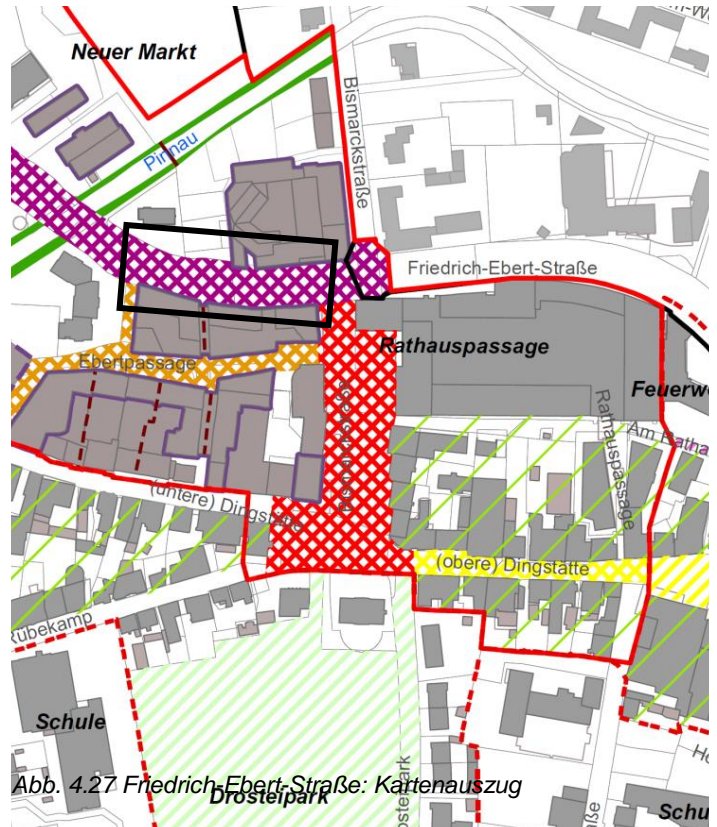 Neuer Markt
Bismarckstraße
Pinnau
Friedrich-Ebert-Straße
Rathauspassage
Ebertpassage
Feuerw
Rathauspassage
Am Ratha
(untere) Dingstätte
(obere) Dingstätte
Rübekamp
Schule
Abb. 4.27 Friedrich-Ebert-Straße: Kartenauszug
Drosteipark
Schu